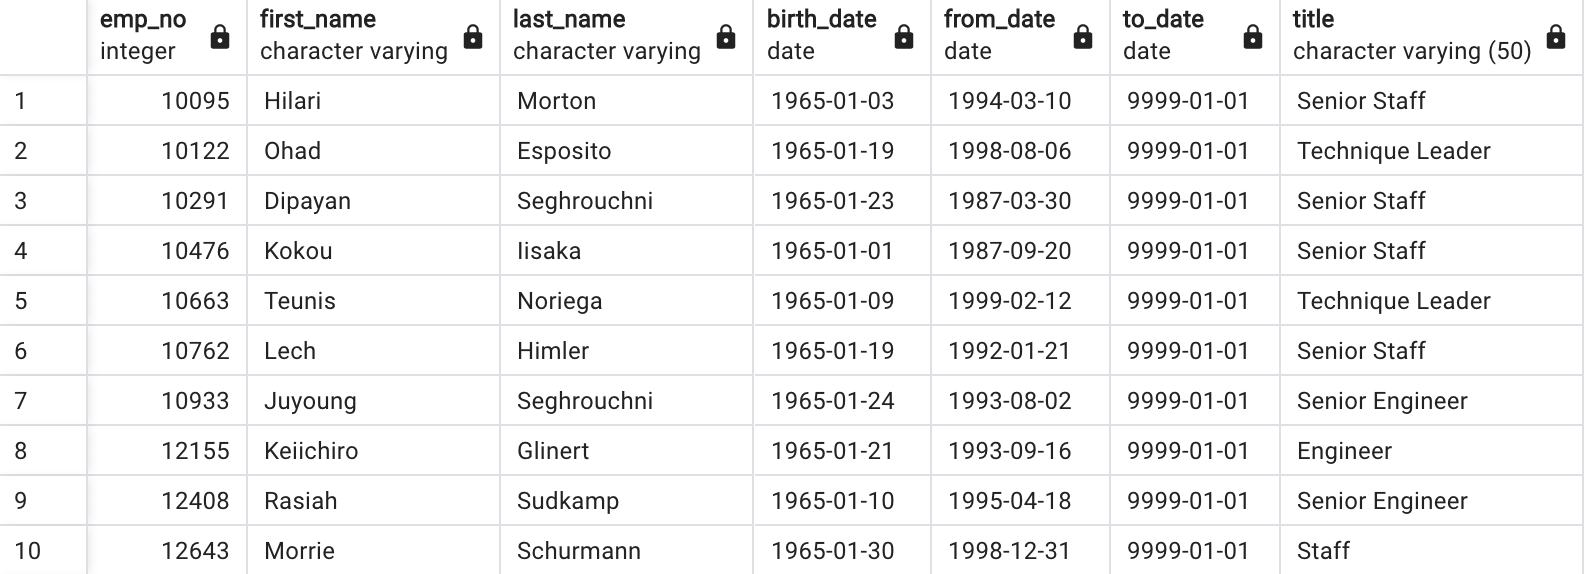 emp_no first_name last_name birth_date from_date to_date title
integer character varying character varying date date date character varying (50)
1 10095 Hilari Morton 1965-01-03 1994-03-10 9999-01-01 Senior Staff
2 10122 Ohad Esposito 1965-01-19 1998-08-06 9999-01-01 Technique Leader
3 10291 Dipayan Seghrouchni 1965-01-23 1987-03-30 9999-01-01 Senior Staff
4 10476 Kokou Iisaka 1965-01-01 1987-09-20 9999-01-01 Senior Staff
5 10663 Teunis Noriega 1965-01-09 1999-02-12 9999-01-01 Technique Leader
6 10762 Lech Himler 1965-01-19 1992-01-21 9999-01-01 Senior Staff
7 10933 Juyoung Seghrouchni 1965-01-24 1993-08-02 9999-01-01 Senior Engineer
8 12155 Keiichiro Glinert 1965-01-21 1993-09-16 9999-01-01 Engineer
9 12408 Rasiah Sudkamp 1965-01-10 1995-04-18 9999-01-01 Senior Engineer
10 12643 Morrie Schurmann 1965-01-30 1998-12-31 9999-01-01 Staff